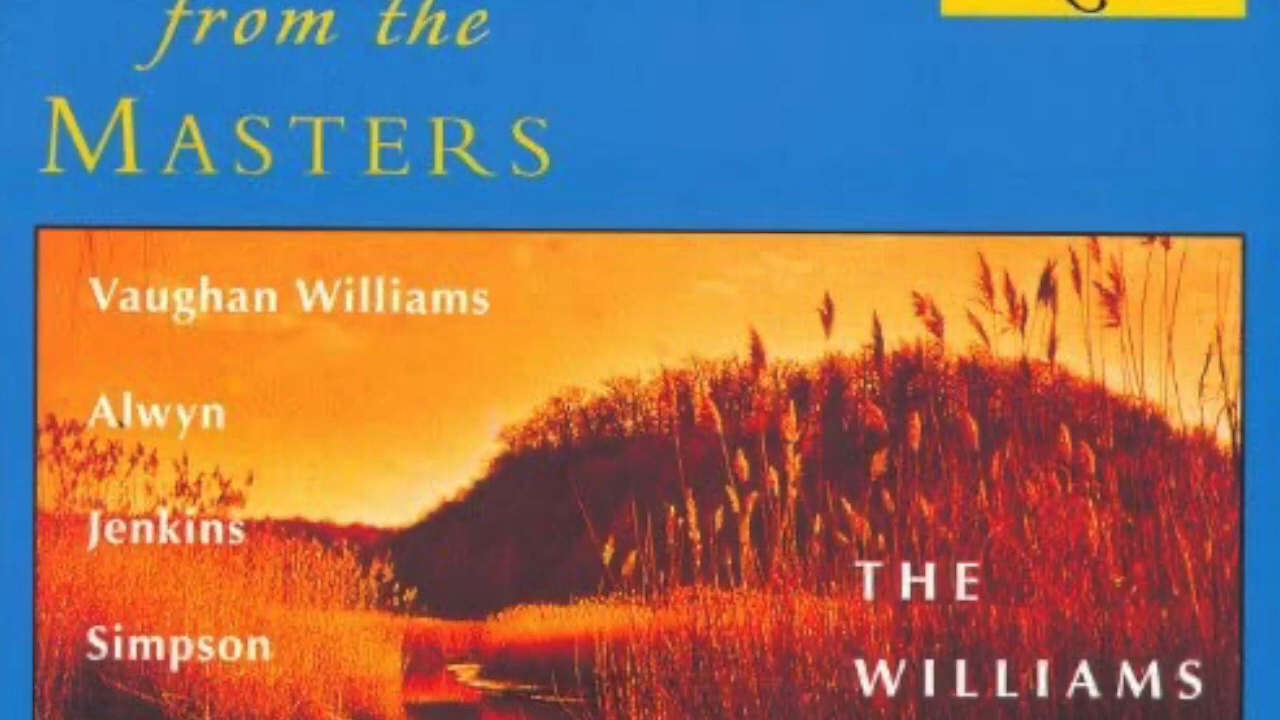 from the
MASTERS
Vaughan Williams
Alwyn
Jenkins
Simpson
THE
WILLIAMS